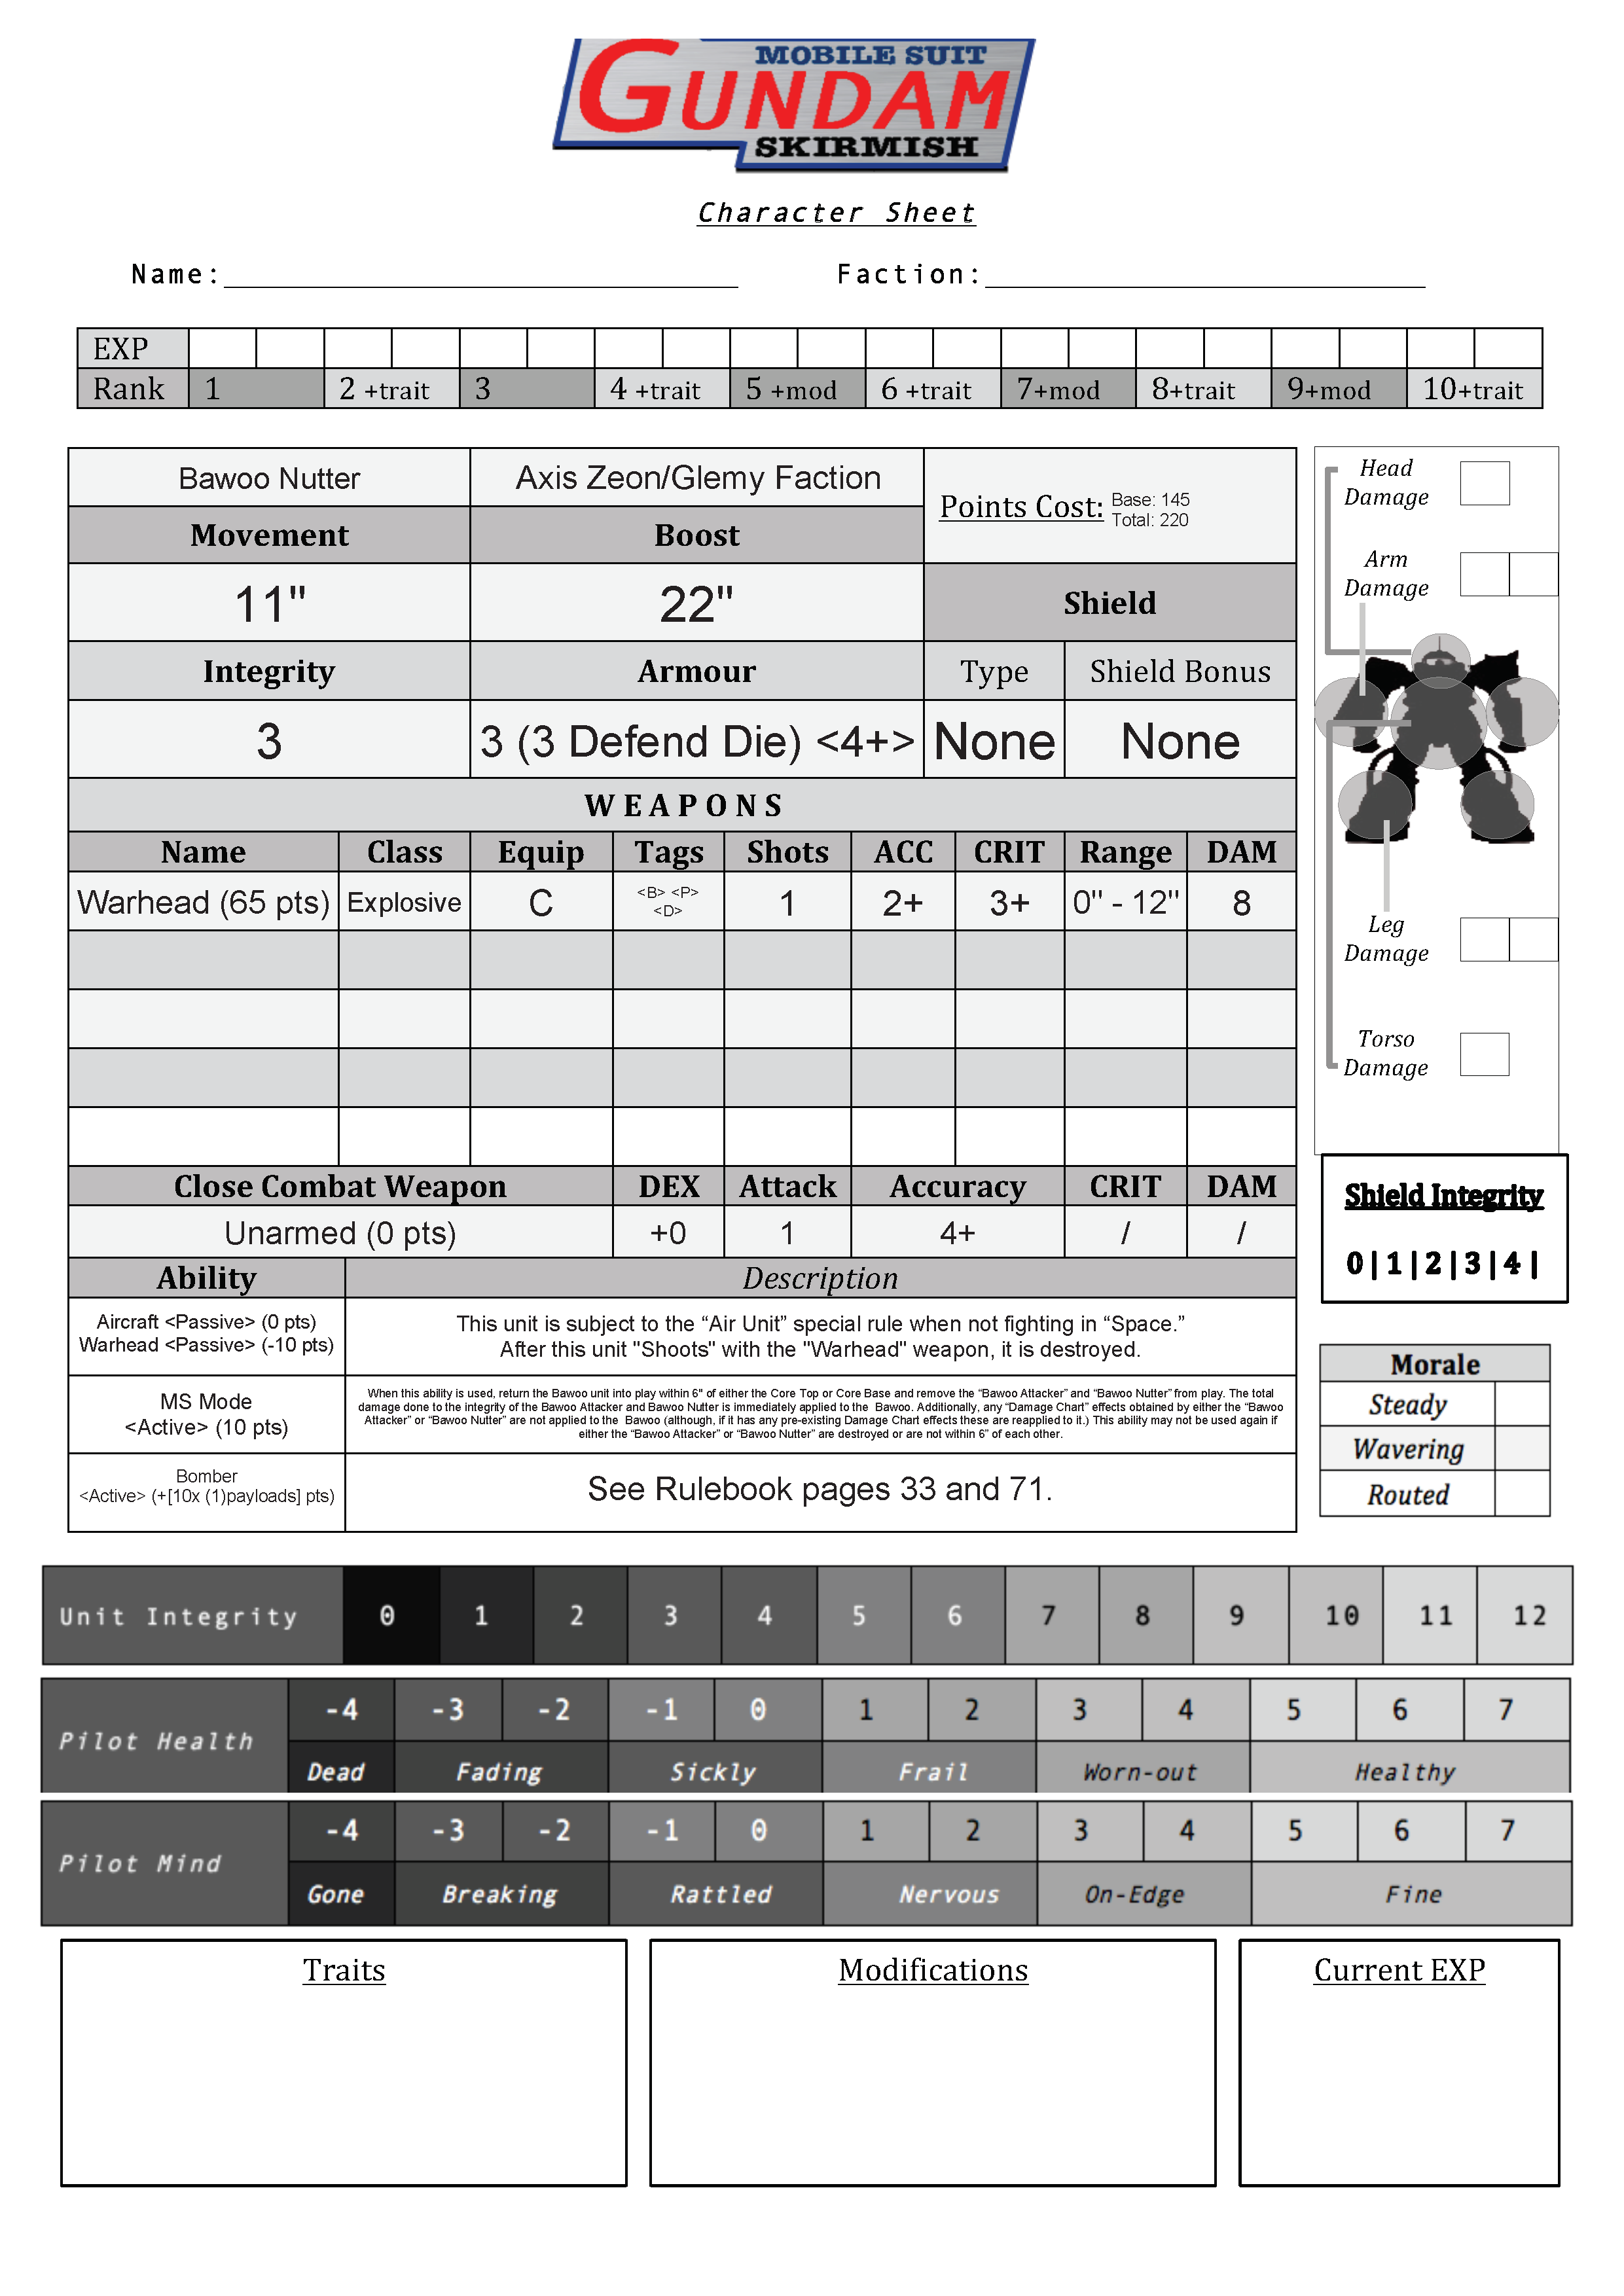 MOBILE SUIT
GUNDAM
SKIRMISH
Character Sheet
Name: Faction:
EXP
Rank 1 2 +trait 3 4 +trait 5 +mod 6 +trait 7+mod 8+trait 9+mod 10+trait
Bawoo Nutter Axis Zeon/Glemy Faction
Points Cost: Base: 145
Total: 220
Movement Boost
11" 22" Shield
Integrity Armour Type Shield Bonus
3 3 (3 Defend Die) <4+> None None
WEAPONS
Name Class Equip Tags Shots ACC CRIT Range DAM
Warhead (65 pts) Explosive C <B> <P> <D> 1 2+ 3+ 0" - 12" 8
Close Combat Weapon DEX Attack Accuracy CRIT DAM
Unarmed (0 pts) +0 1 4+ / /
Ability Description
Aircraft <Passive> (0 pts)
Warhead <Passive> (-10 pts)
This unit is subject to the “Air Unit” special rule when not fighting in “Space.”
After this unit "Shoots" with the "Warhead" weapon, it is destroyed.
MS Mode
<Active> (10 pts)
When this ability is used, return the Bawoo unit into play within 6" of either the Core Top or Core Base and remove the “Bawoo Attacker” and “Bawoo Nutter” from play. The total
damage done to the integrity of the Bawoo Attacker and Bawoo Nutter is immediately applied to the Bawoo. Additionally, any “Damage Chart” effects obtained by either the “Bawoo
Attacker” or “Bawoo Nutter” are not applied to the Bawoo (although, if it has any pre-existing Damage Chart effects these are reapplied to it.) This ability may not be used again if
either the “Bawoo Attacker” or “Bawoo Nutter” are destroyed or are not within 6” of each other.
Bomber
<Active> (+[10x (1)payloads] pts)
See Rulebook pages 33 and 71.
Head
Damage
Arm
Damage
Leg
Damage
Torso
Damage
Shield Integrity
0 | 1 | 2 | 3 | 4 |
Morale
Steady
Wavering
Routed
Unit Integrity 0 1 2 3 4 5 6 7 8 9 10 11 12
Pilot Health
-4 -3 -2 -1 0 1 2 3 4 5 6 7
Dead Fading Sickly Frail Worn-out Healthy
Pilot Mind
-4 -3 -2 -1 0 1 2 3 4 5 6 7
Gone Breaking Rattled Nervous On-Edge Fine
Traits Modifications Current EXP